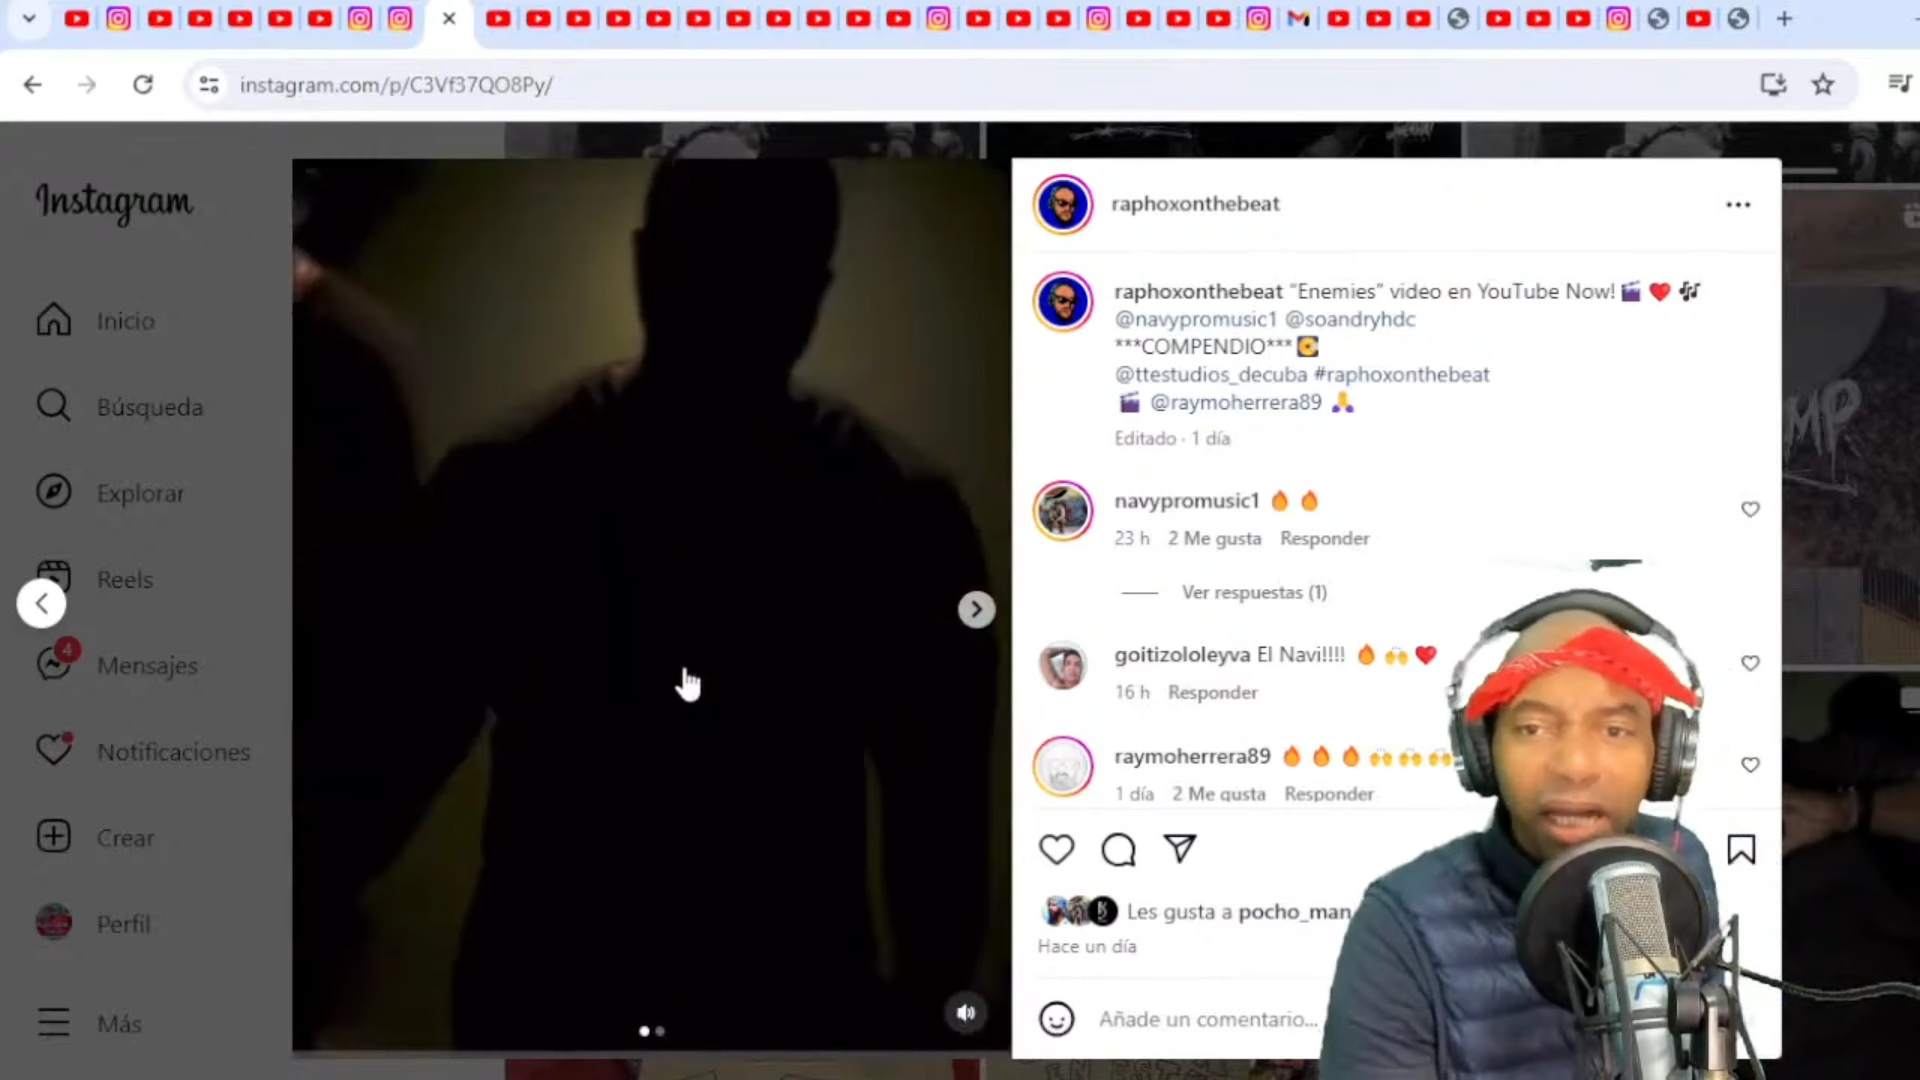 instagram.com/p/C3Vf37QO8Py/
Instagram
Inicio
Búsqueda
Explorar
Reels
4
Mensajes
Notificaciones
Crear
Perfil
Más
raphoxonthebeat
raphoxonthebeat “Enemies” video en YouTube Now! 🎬 ❤️ 🎶
@navypromusic1 @soandryhdc
***COMPENDIO*** 💽
@ttestudios_decuba #raphoxonthebeat
🎬 @raymoherrera89 🙏
Editado · 1 día
navypromusic1 🔥 🔥
23 h 2 Me gusta Responder
Ver respuestas (1)
goitizololeyva El Navi!!!! 🔥 🙌 ❤️
16 h Responder
raymoherrera89 🔥 🔥 🔥 🙌 🙌 🙌
1 día 2 Me gusta Responder
Les gusta a pocho_man
Hace un día
Añade un comentario...